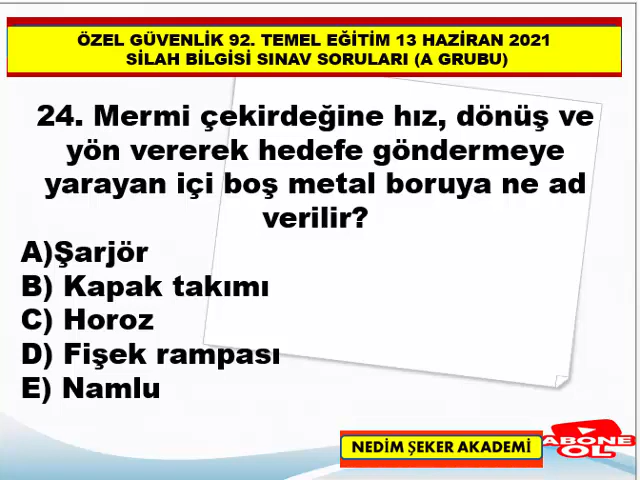 ÖZEL GÜVENLİK 92. TEMEL EĞİTİM 13 HAZİRAN 2021
SİLAH BİLGİSİ SINAV SORULARI (A GRUBU)
24. Mermi çekirdeğine hız, dönüş ve
yön vererek hedefe göndermeye
yarayan içi boş metal boruya ne ad
verilir?
A)Şarjör
B) Kapak takımı
C) Horoz
D) Fişek rampası
E) Namlu
NEDİM ŞEKER AKADEMİ
ABONE
OL